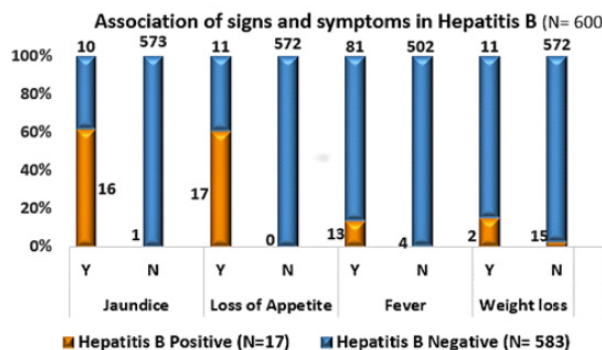 Association of signs and symptoms in Hepatitis B (N= 600
10 573 11 572 81 502 11 572
100%
80%
60%
40%
20%
0%
16 1 17 0 13 4 2 15
Y N Y N Y N Y N
Jaundice Loss of Appetite Fever Weight loss
Hepatitis B Positive (N=17) Hepatitis B Negative (N= 583)